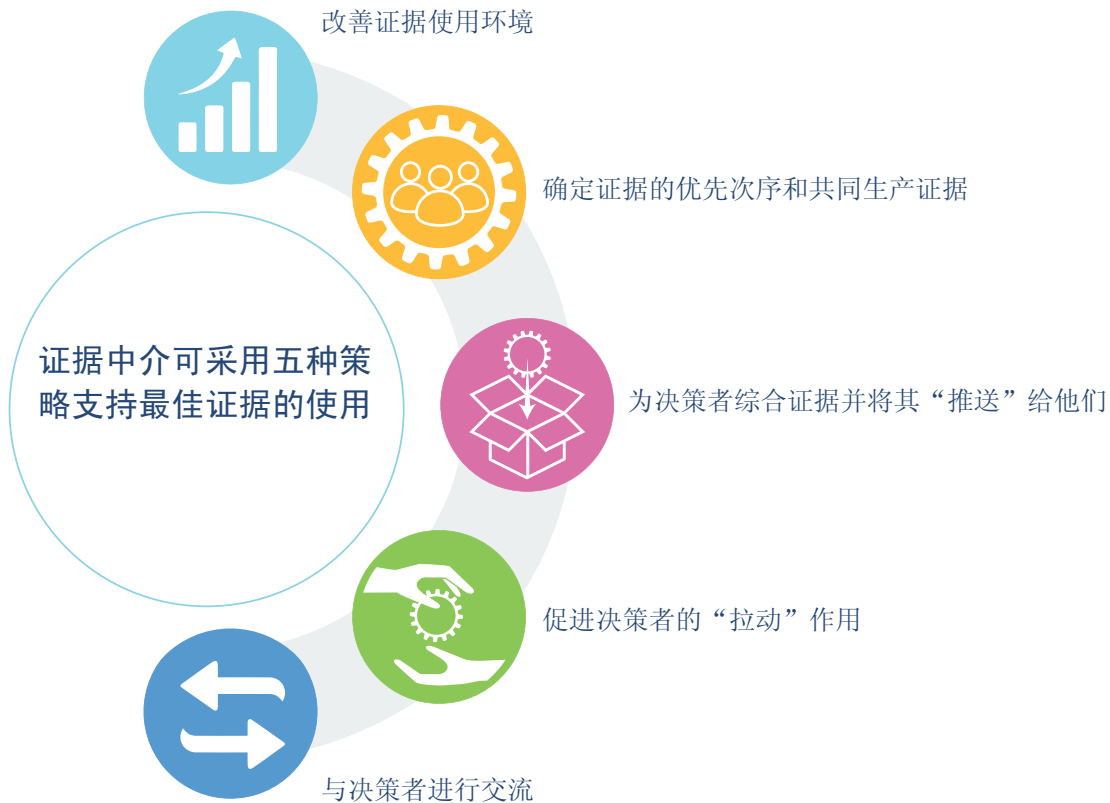 改善证据使用环境
确定证据的优先次序和共同生产证据
证据中介可采用五种策
略支持最佳证据的使用
为决策者综合证据并将其“推送”给他们
促进决策者的“拉动”作用
与决策者进行交流